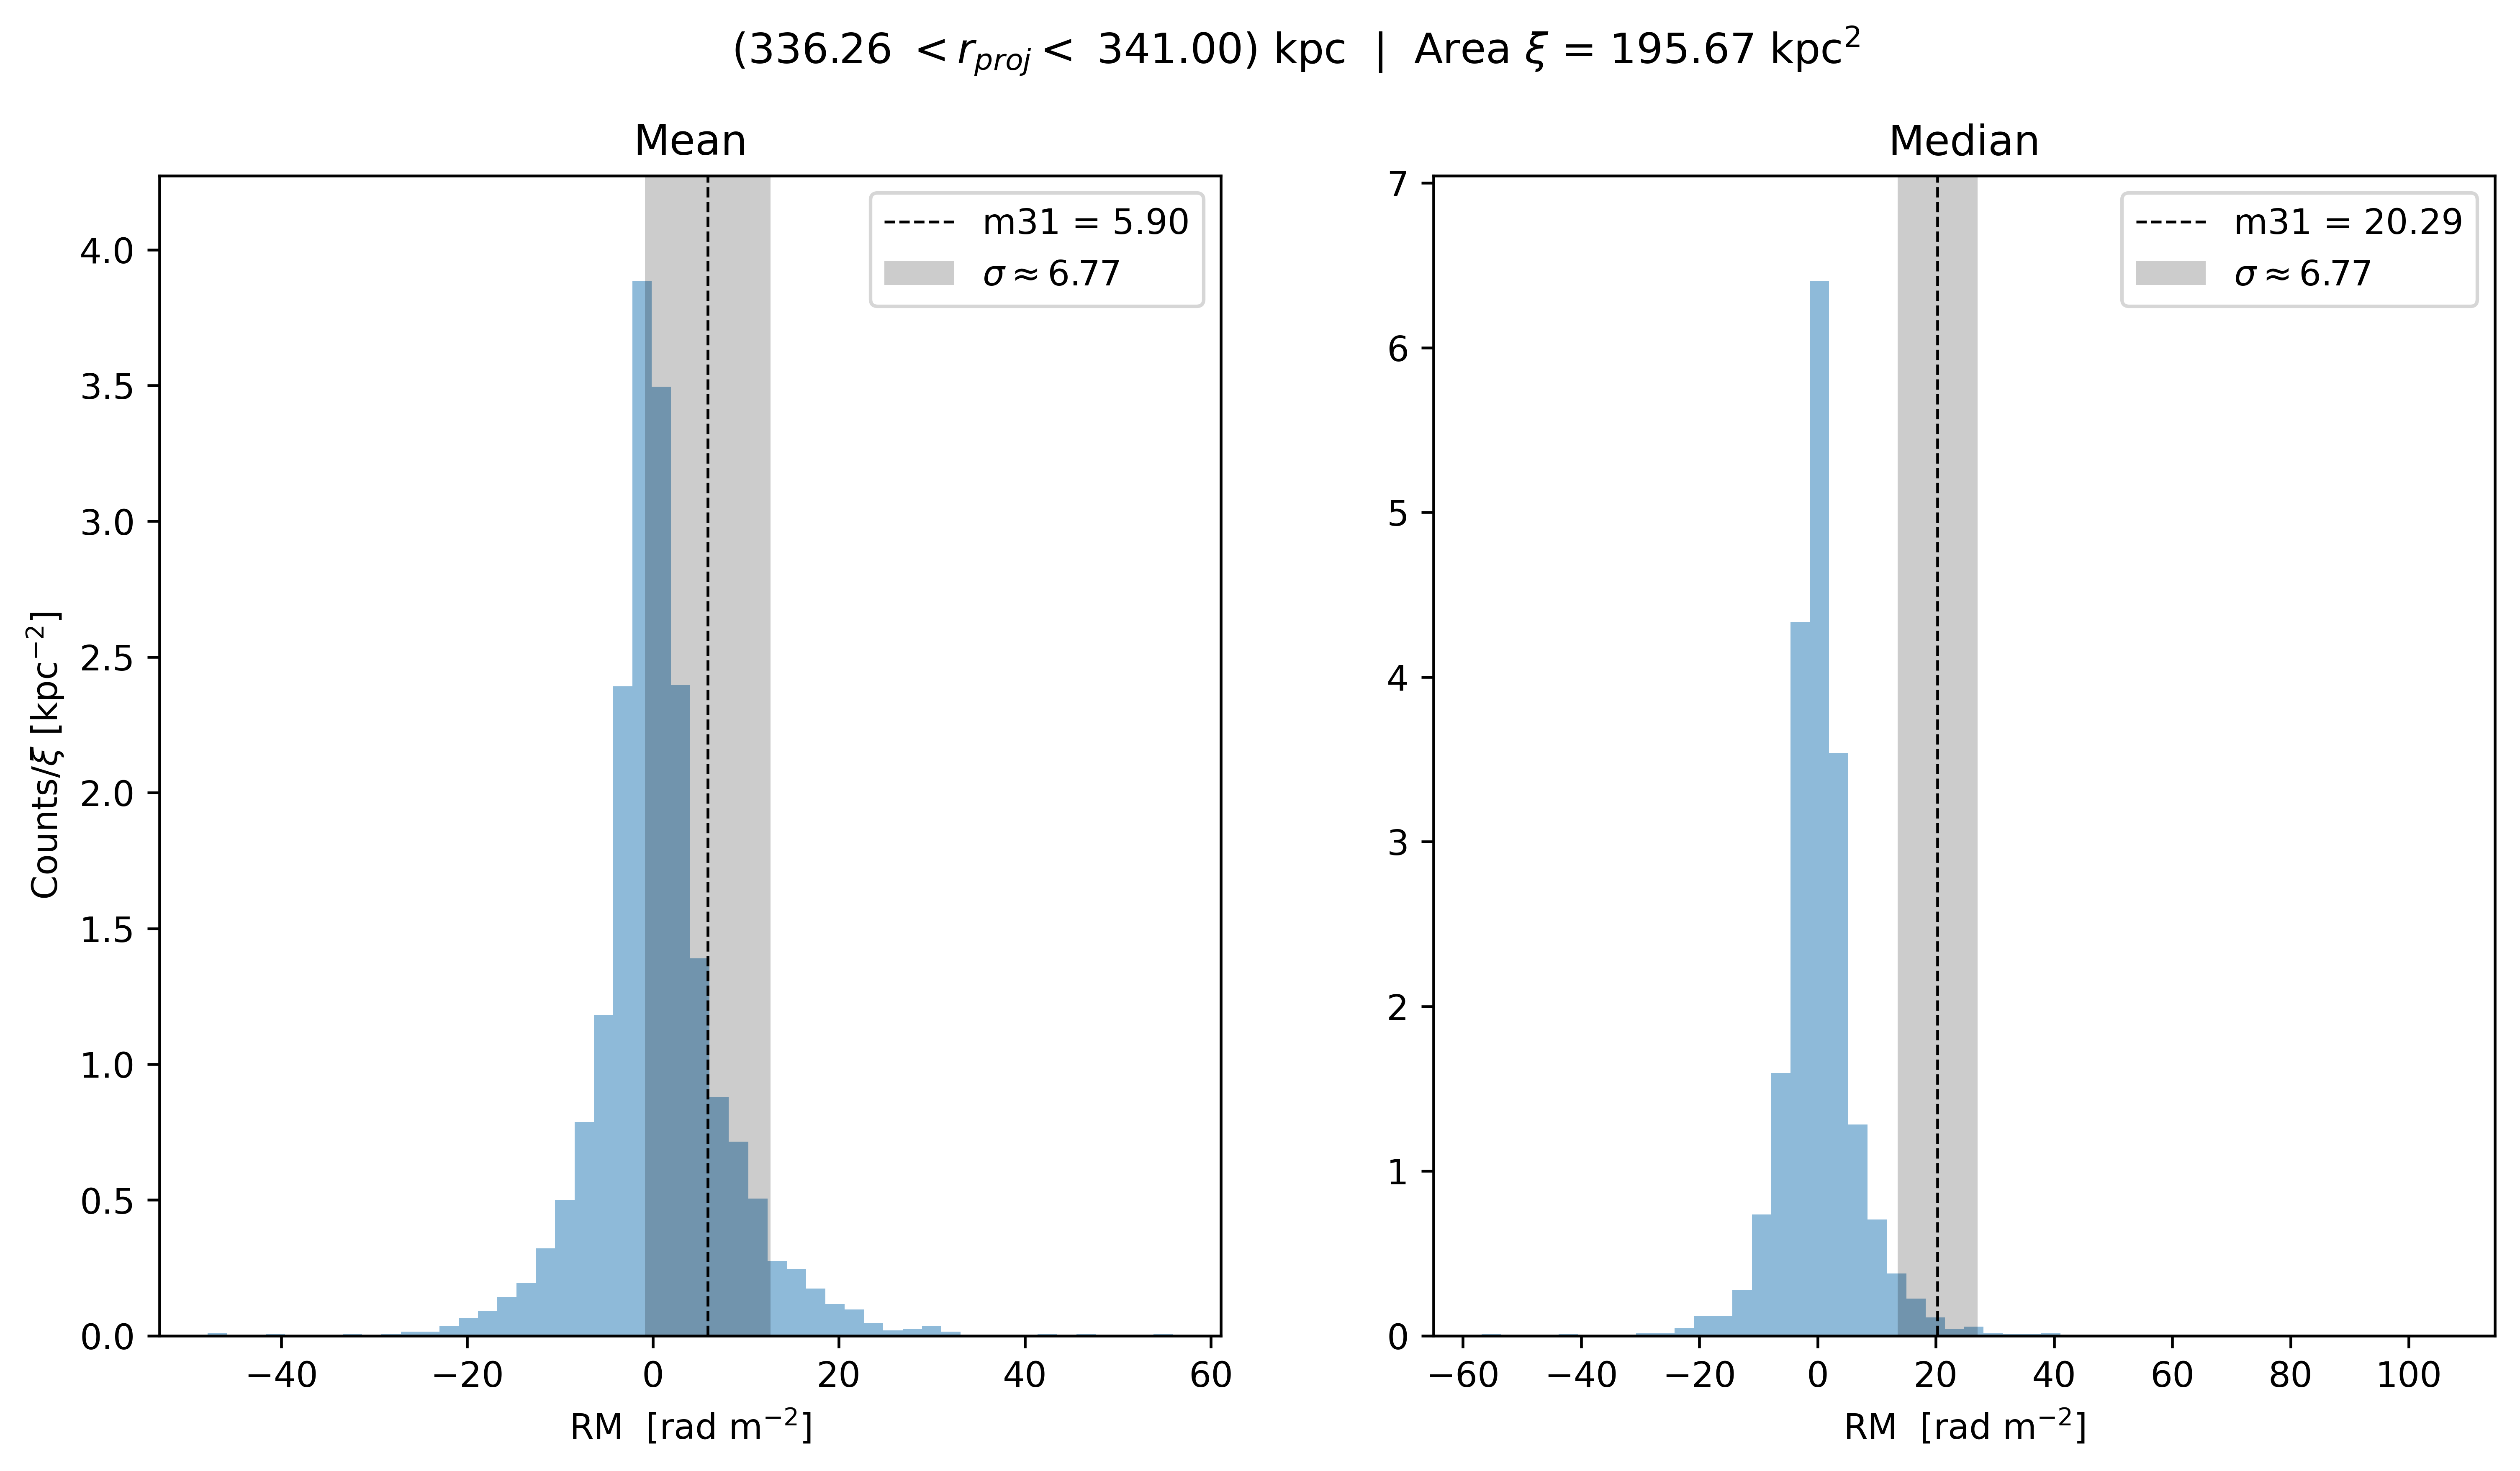 (336.26 < r_proj < 341.00) kpc | Area ξ = 195.67 kpc²
Mean
m31 = 5.90
σ ≈ 6.77
Counts/ξ [kpc⁻²]
4.0
3.5
3.0
2.5
2.0
1.5
1.0
0.5
0.0
−40 −20 0 20 40 60
RM [rad m⁻²]
Median
m31 = 20.29
σ ≈ 6.77
7
6
5
4
3
2
1
0
−60 −40 −20 0 20 40 60 80 100
RM [rad m⁻²]